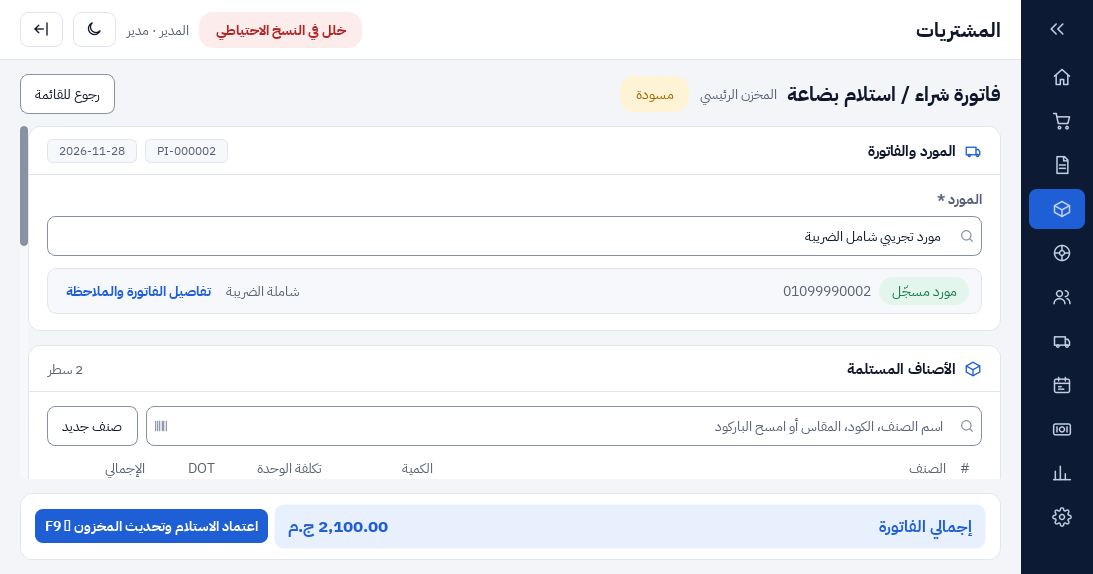 المشتريات
خلل في النسخ الاحتياطي
المدير · مدير
فاتورة شراء / استلام بضاعة
المخزن الرئيسي
مسودة
رجوع للقائمة
المورد والفاتورة
PI-000002
2026-11-28
المورد *
مورد تجريبي شامل الضريبة
مورد مسجّل
01099990002
شاملة الضريبة
تفاصيل الفاتورة والملاحظة
الأصناف المستلمة
2 سطر
اسم الصنف، الكود، المقاس أو امسح الباركود
صنف جديد
# الصنف الكمية تكلفة الوحدة DOT الإجمالي
إجمالي الفاتورة
2,100.00 ج.م
اعتماد الاستلام وتحديث المخزون F9